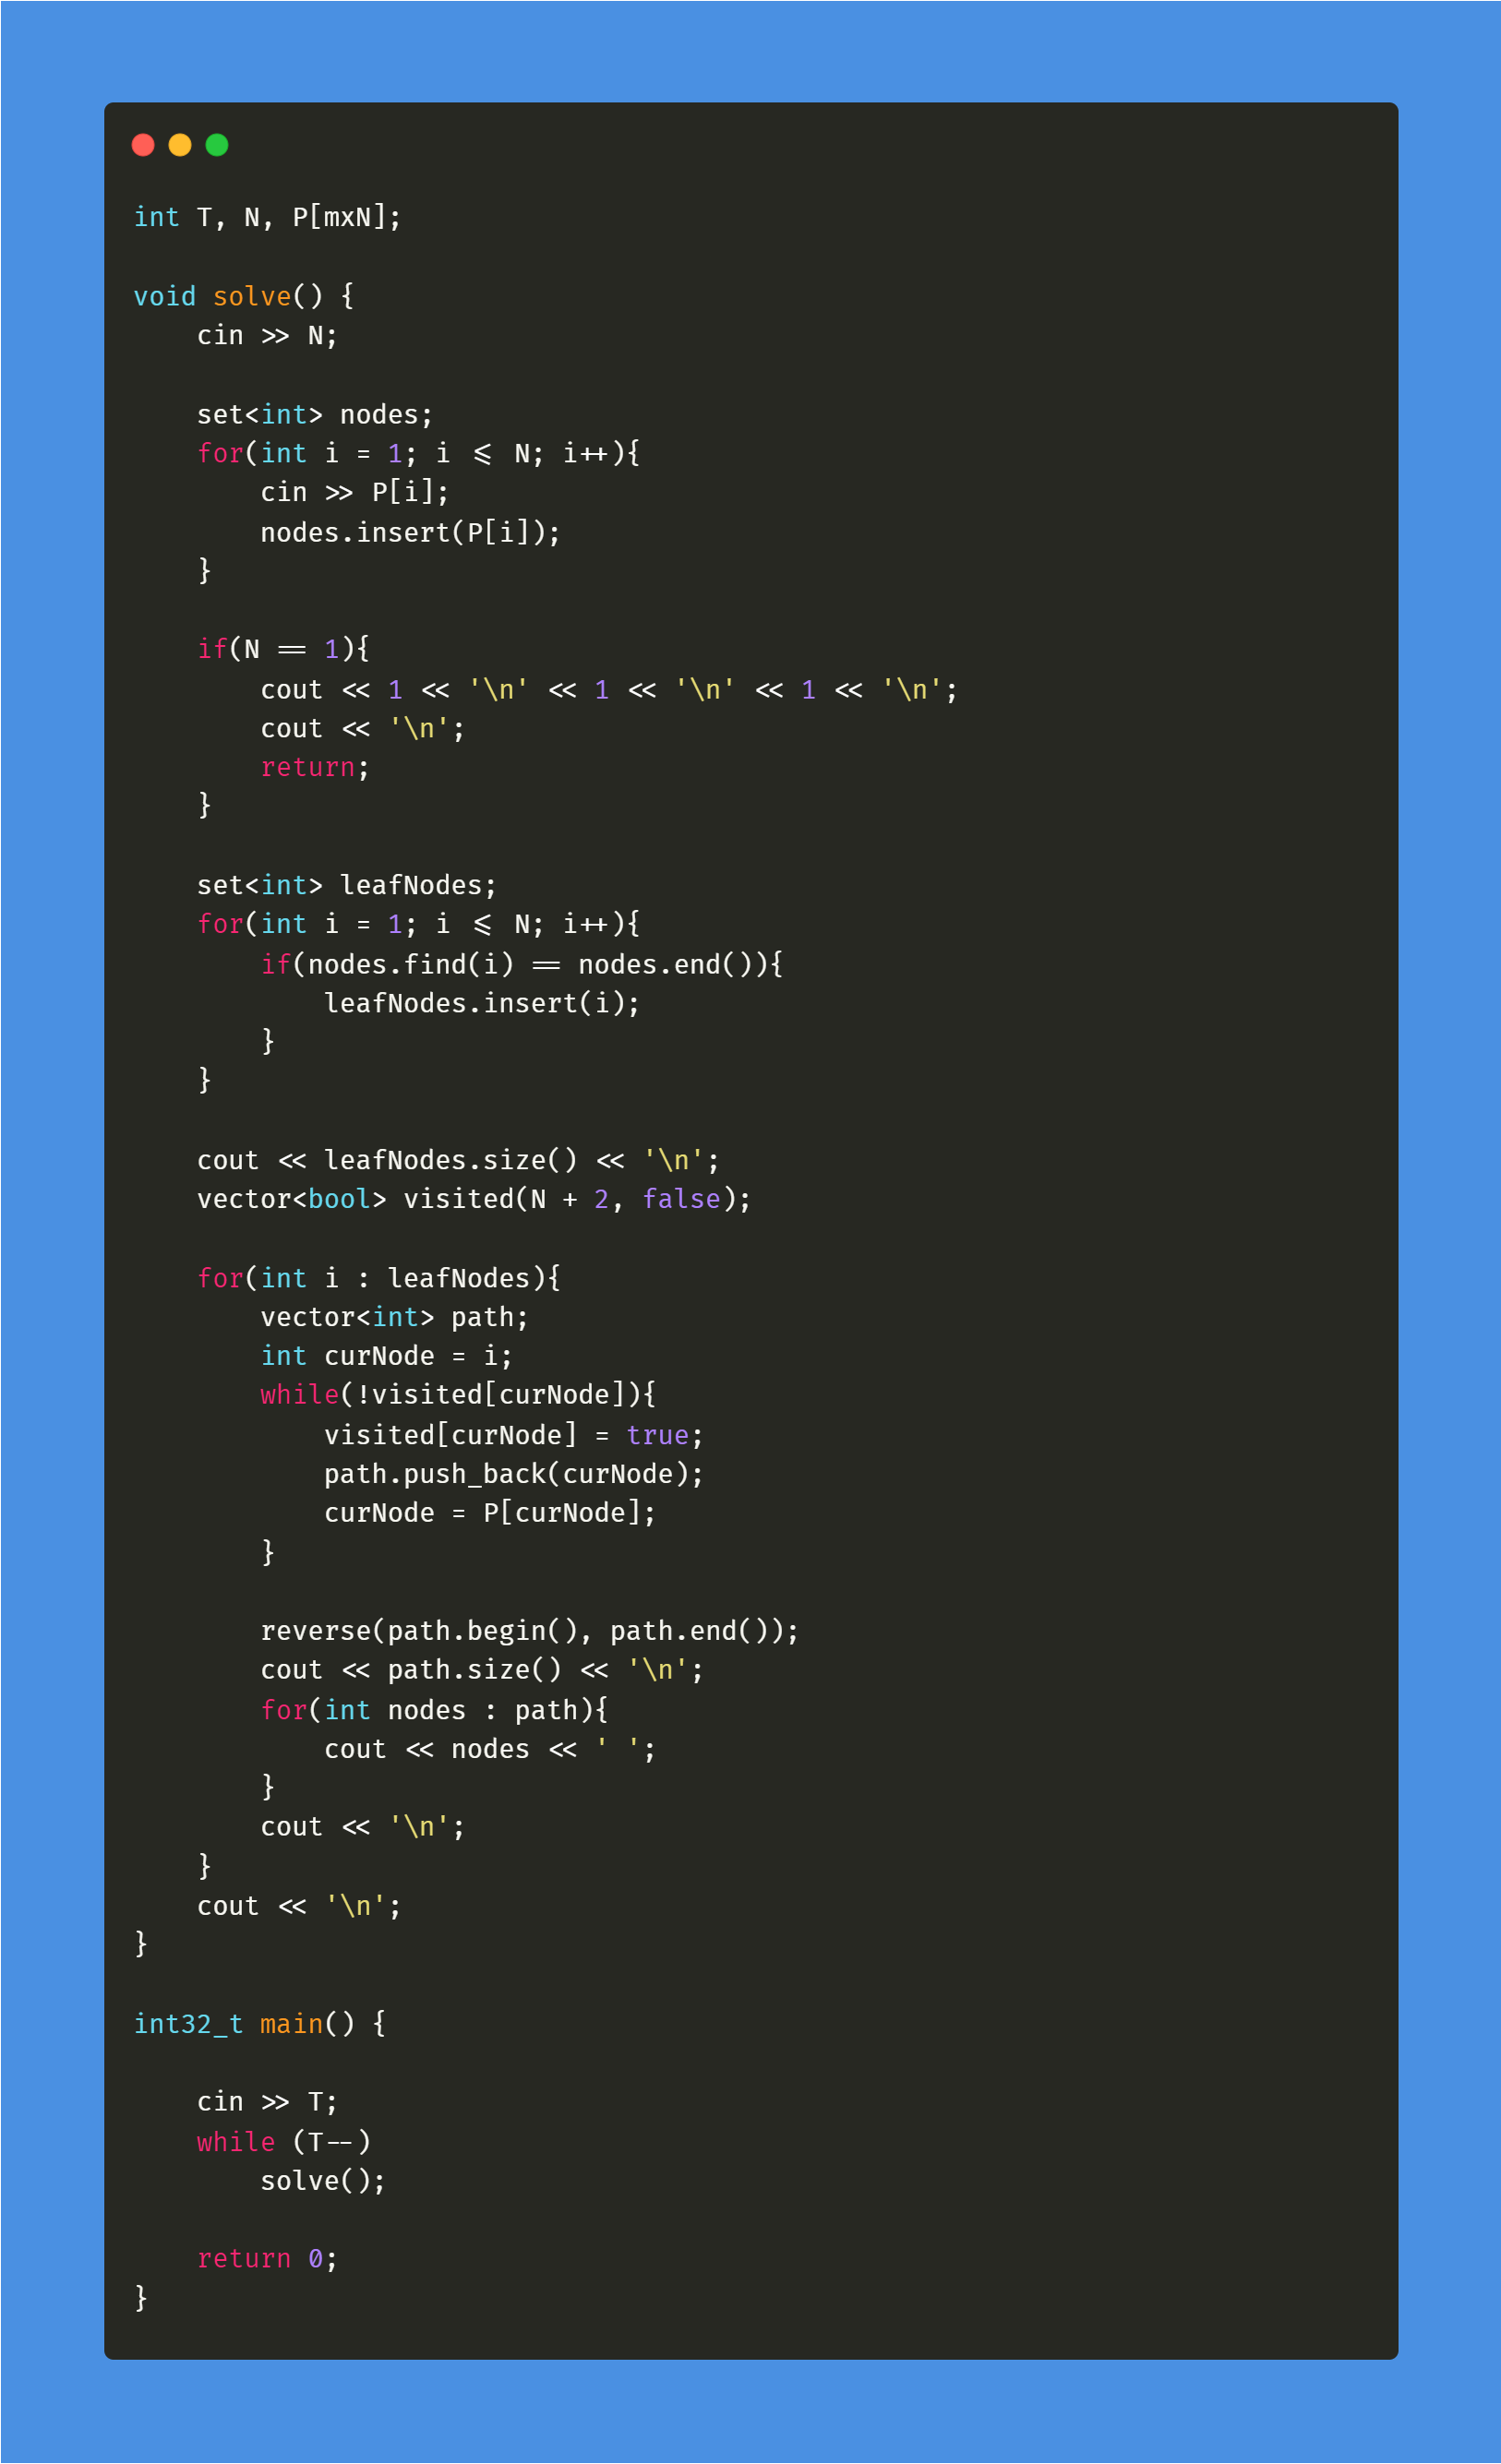 int T, N, P[mxN];

void solve() {
    cin >> N;

    set<int> nodes;
    for(int i = 1; i <= N; i++){
        cin >> P[i];
        nodes.insert(P[i]);
    }

    if(N == 1){
        cout << 1 << '\n' << 1 << '\n' << 1 << '\n';
        cout << '\n';
        return;
    }

    set<int> leafNodes;
    for(int i = 1; i <= N; i++){
        if(nodes.find(i) == nodes.end()){
            leafNodes.insert(i);
        }
    }

    cout << leafNodes.size() << '\n';
    vector<bool> visited(N + 2, false);

    for(int i : leafNodes){
        vector<int> path;
        int curNode = i;
        while(!visited[curNode]){
            visited[curNode] = true;
            path.push_back(curNode);
            curNode = P[curNode];
        }

        reverse(path.begin(), path.end());
        cout << path.size() << '\n';
        for(int nodes : path){
            cout << nodes << ' ';
        }
        cout << '\n';
    }
    cout << '\n';
}

int32_t main() {

    cin >> T;
    while (T--)
        solve();

    return 0;
}